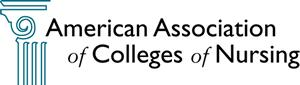 American Association
of Colleges of Nursing